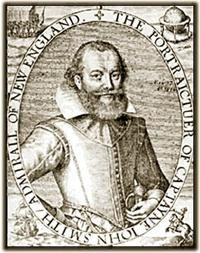 THE PORTRAICTUER OF CAPTAYNE IOHN SMITH ADMIRALL OF NEW ENGLAND